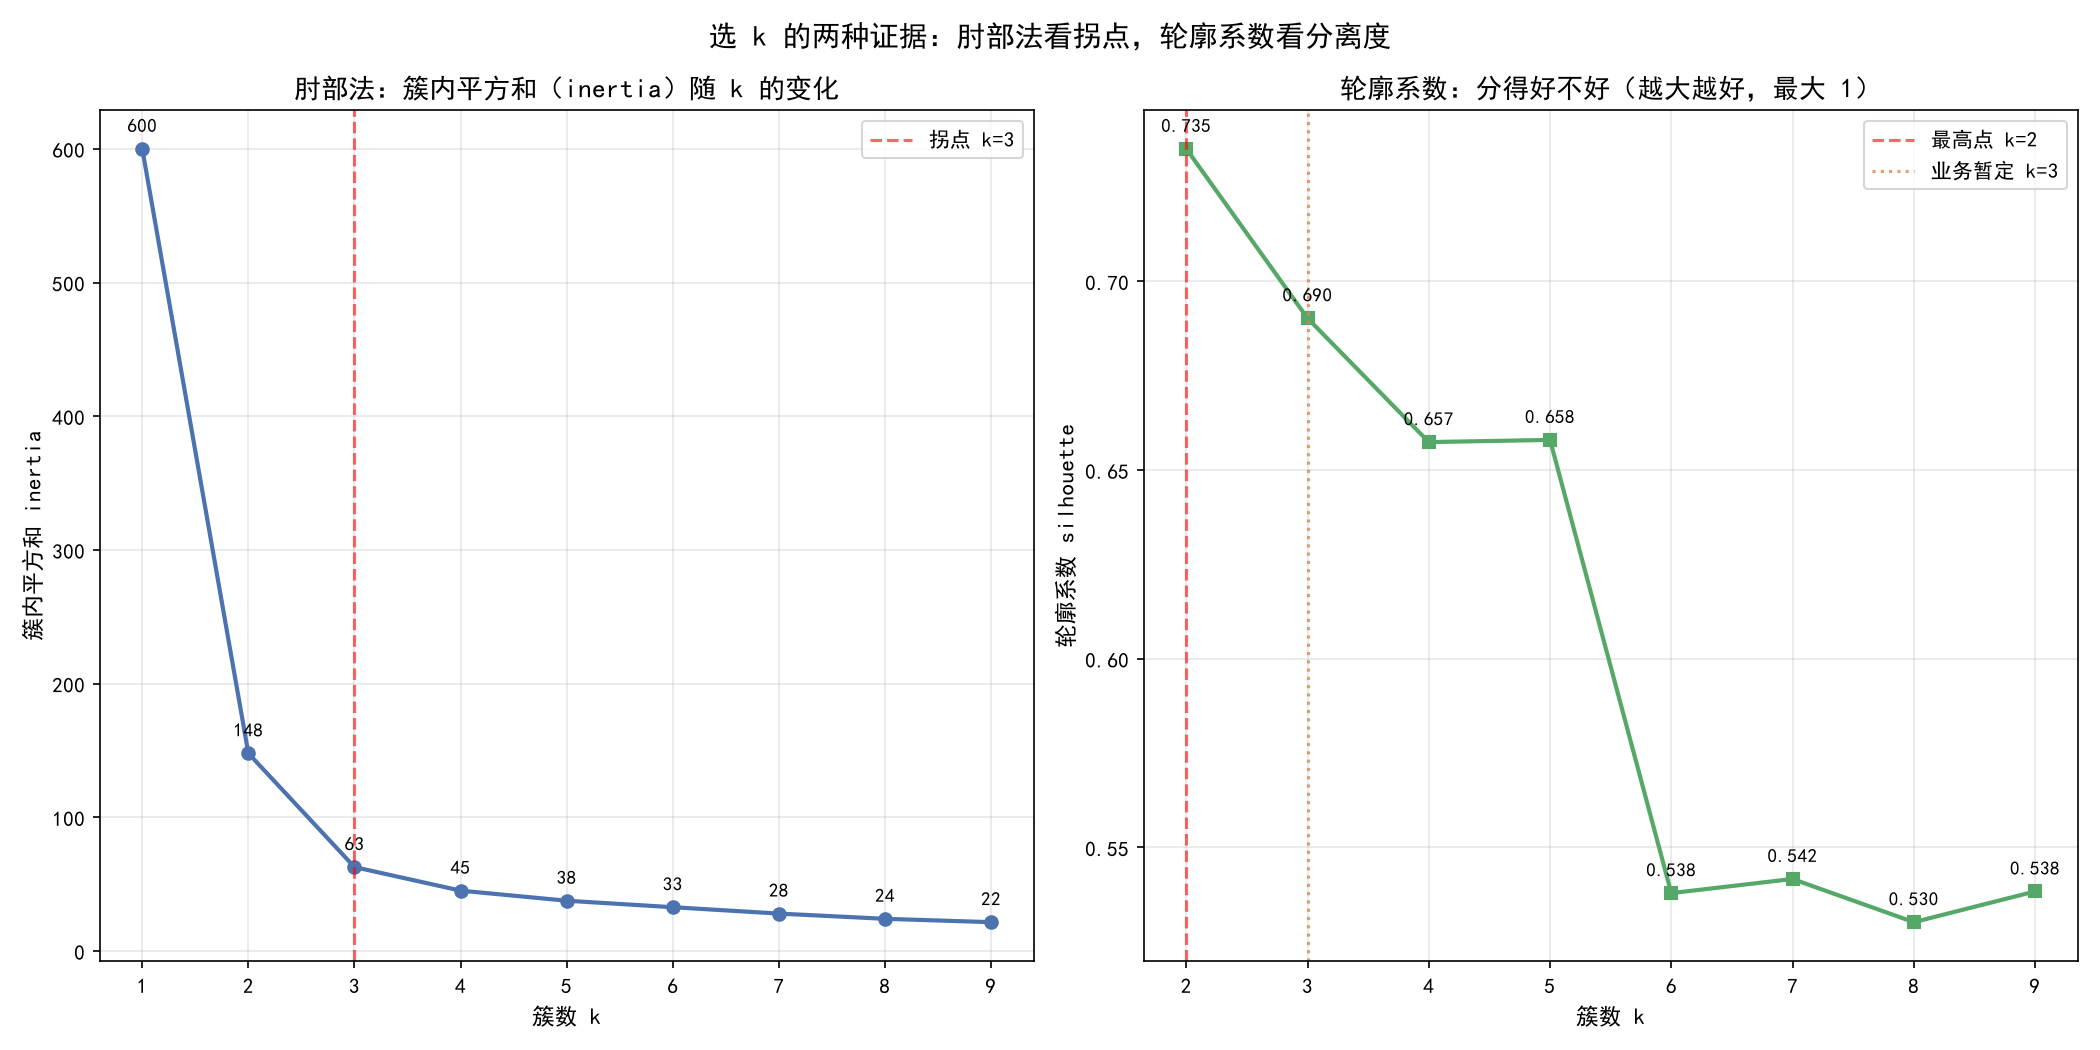 选 k 的两种证据：肘部法看拐点，轮廓系数看分离度
肘部法：簇内平方和（inertia）随 k 的变化
簇内平方和 inertia
600
500
400
300
200
100
0
600
148
63
45
38
33
28
24
22
拐点 k=3
1 2 3 4 5 6 7 8 9
簇数 k
轮廓系数：分得好不好（越大越好，最大 1）
轮廓系数 silhouette
0.70
0.65
0.60
0.55
0.735
0.690
0.657
0.658
0.538
0.542
0.530
0.538
最高点 k=2
业务暂定 k=3
2 3 4 5 6 7 8 9
簇数 k